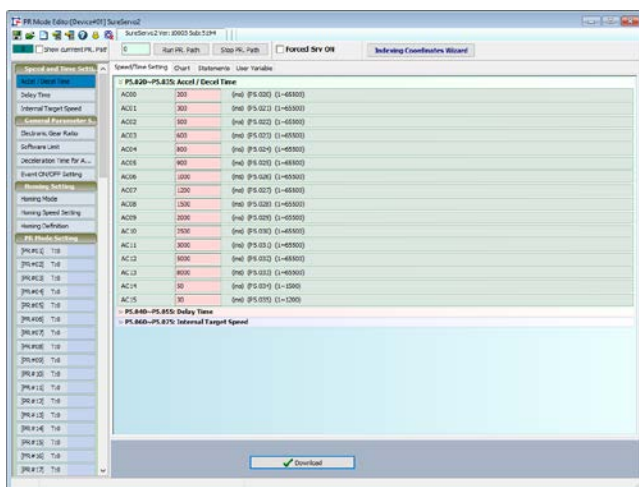 PR Mode Editor[Device#01] SureServo2
SureServo2 Ver: 10003 Sub:5194
Show current PR. Path 0 Run PR. Path Stop PR. Path Forced Srv ON Indexing Coordinates Wizard
Speed and Time Setti...
Accel / Decel Time
Delay Time
Internal Target Speed
General Parameter S...
Electronic Gear Ratio
Software Limit
Deceleration Time for A...
Event ON/OFF Setting
Homing Setting
Homing Mode
Homing Speed Setting
Homing Definition
PR Mode Setting
[PR#01] T:0
[PR#02] T:0
[PR#03] T:0
[PR#04] T:0
[PR#05] T:0
[PR#06] T:0
[PR#07] T:0
[PR#08] T:0
[PR#09] T:0
[PR#10] T:0
[PR#11] T:0
[PR#12] T:0
[PR#13] T:0
[PR#14] T:0
[PR#15] T:0
[PR#16] T:0
[PR#17] T:0
Speed/Time Setting Chart Statements User Variable
P5.020~P5.035: Accel / Decel Time
AC00 200 (ms) (P5.020) (1~65500)
AC01 300 (ms) (P5.021) (1~65500)
AC02 500 (ms) (P5.022) (1~65500)
AC03 600 (ms) (P5.023) (1~65500)
AC04 800 (ms) (P5.024) (1~65500)
AC05 900 (ms) (P5.025) (1~65500)
AC06 1000 (ms) (P5.026) (1~65500)
AC07 1200 (ms) (P5.027) (1~65500)
AC08 1500 (ms) (P5.028) (1~65500)
AC09 2000 (ms) (P5.029) (1~65500)
AC10 2500 (ms) (P5.030) (1~65500)
AC11 3000 (ms) (P5.031) (1~65500)
AC12 5000 (ms) (P5.032) (1~65500)
AC13 8000 (ms) (P5.033) (1~65500)
AC14 50 (ms) (P5.034) (1~1500)
AC15 30 (ms) (P5.035) (1~1200)
P5.040~P5.055: Delay Time
P5.060~P5.075: Internal Target Speed
Download